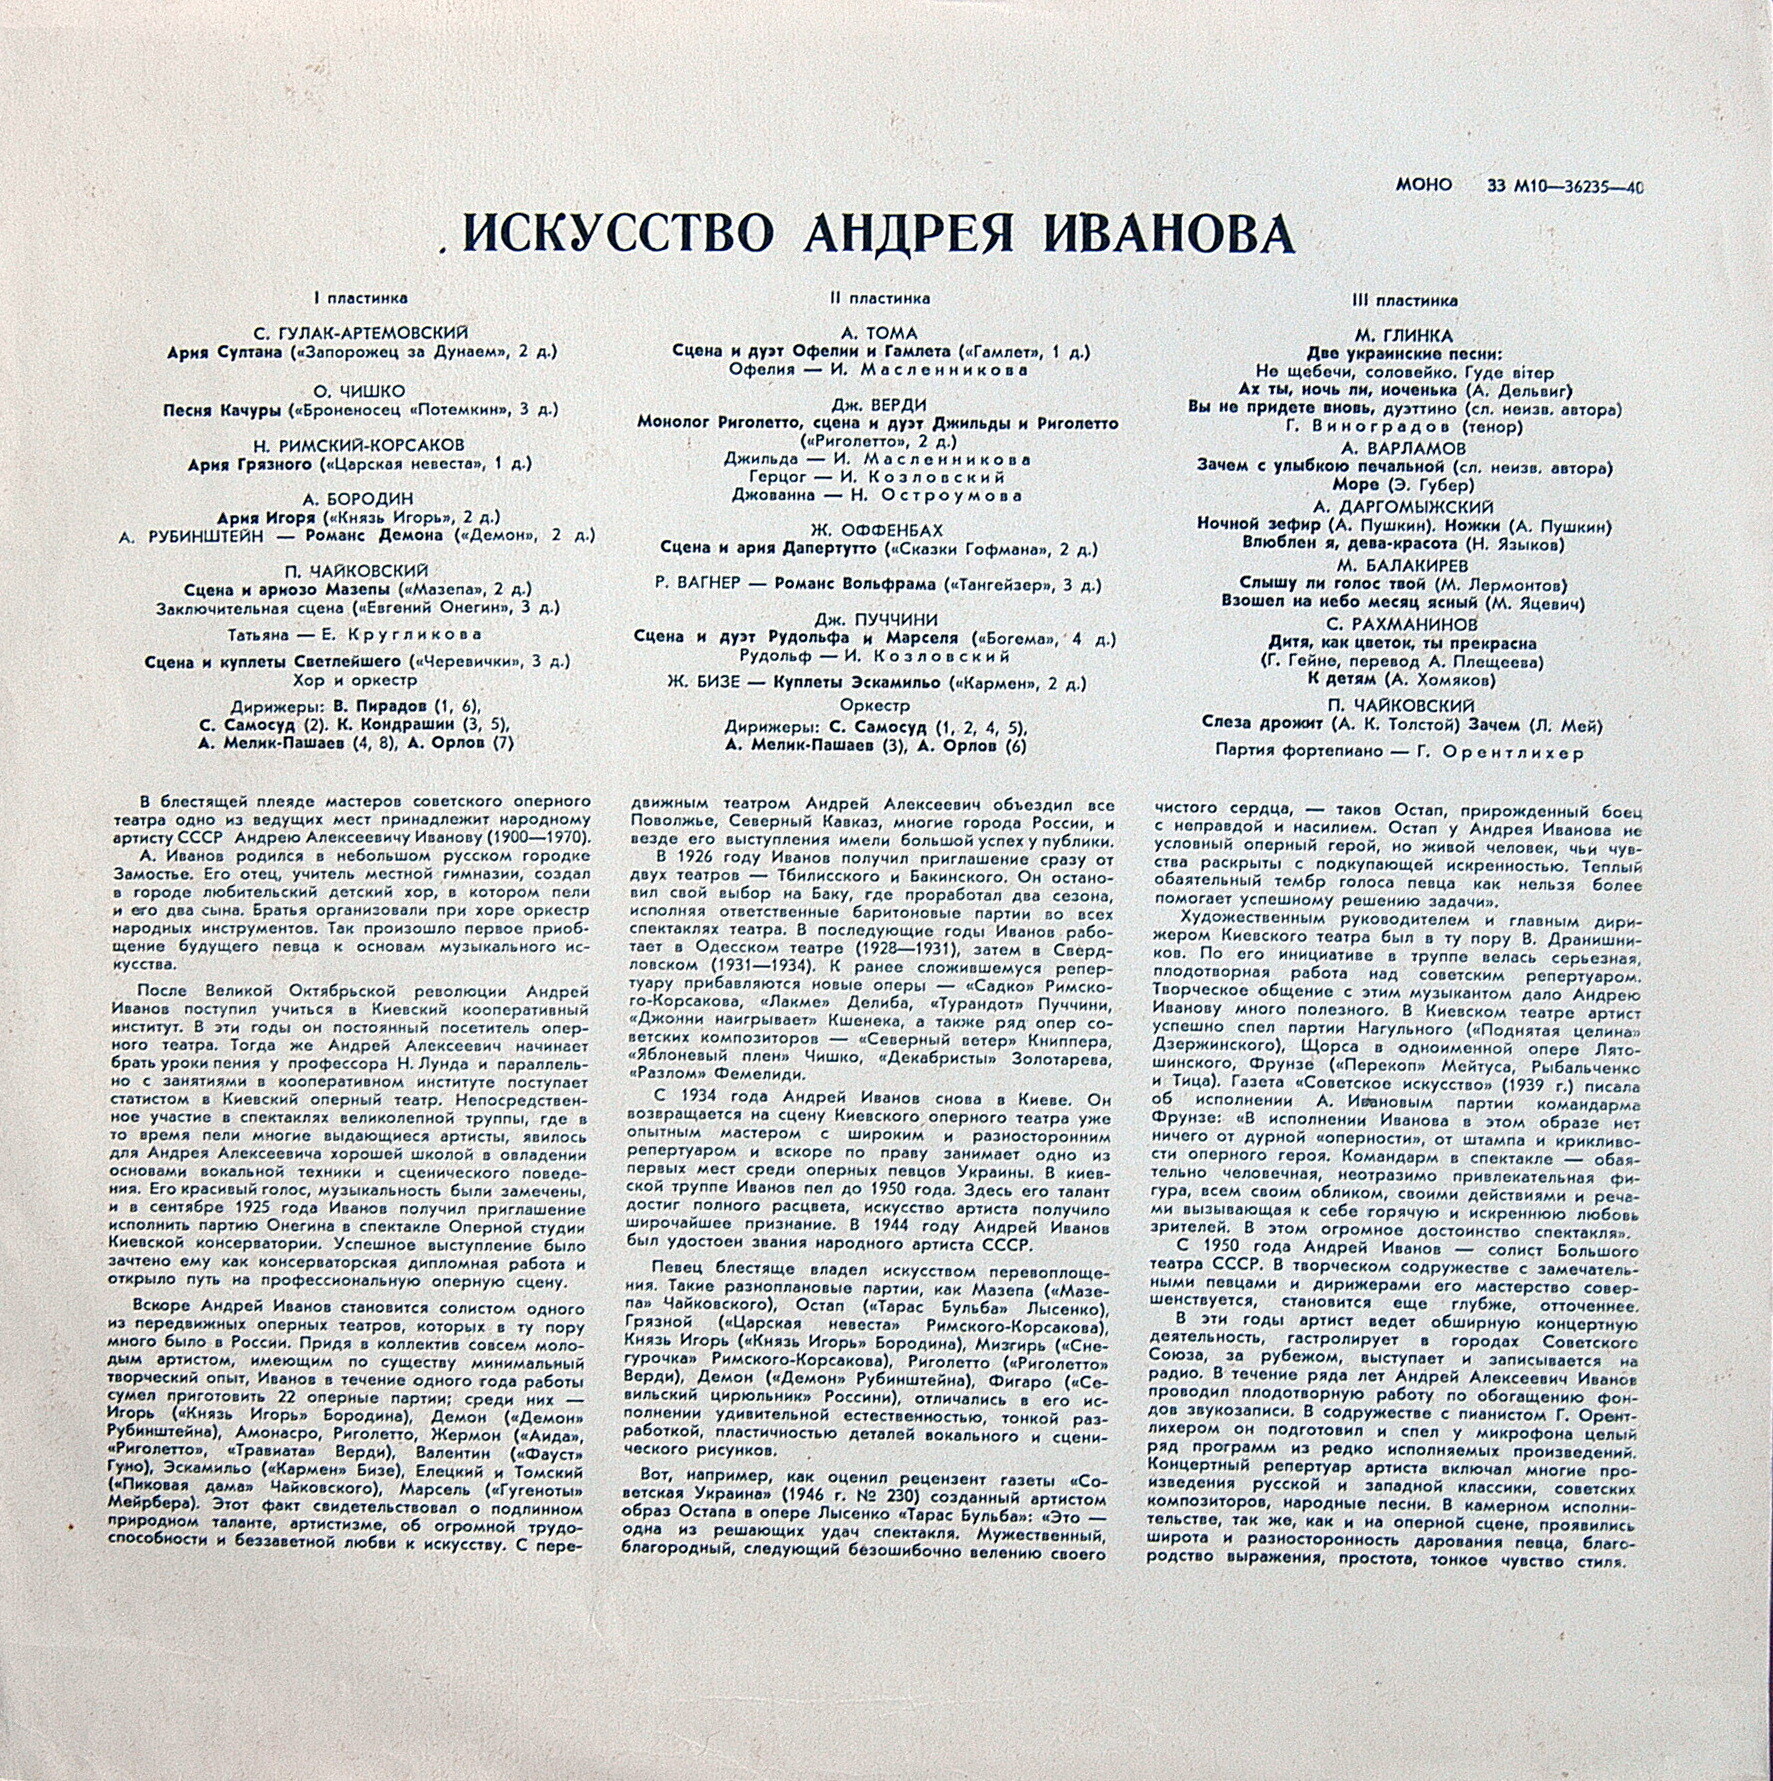 МОНО 33 М10—36235—40
ИСКУССТВО АНДРЕЯ ИВАНОВА
I пластинка
С. ГУЛАК-АРТЕМОВСКИЙ
Ария Султана («Запорожец за Дунаем», 2 д.)
О. ЧИШКО
Песня Качуры («Броненосец «Потемкин», 3 д.)
Н. РИМСКИЙ-КОРСАКОВ
Ария Грязного («Царская невеста», 1 д.)
А. БОРОДИН
Ария Игоря («Князь Игорь», 2 д.)
А. РУБИНШТЕЙН — Романс Демона («Демон», 2 д.)
П. ЧАЙКОВСКИЙ
Сцена и ариозо Мазепы («Мазепа», 2 д.)
Заключительная сцена («Евгений Онегин», 3 д.)
Татьяна — Е. Кругликова
Сцена и куплеты Светлейшего («Черевички», 3 д.)
Хор и оркестр
Дирижеры: В. Пирадов (1, 6),
С. Самосуд (2). К. Кондрашин (3, 5),
А. Мелик-Пашаев (4, 8), А. Орлов (7)
II пластинка
А. ТОМА
Сцена и дуэт Офелии и Гамлета («Гамлет», 1 д.)
Офелия — И. Масленникова
Дж. ВЕРДИ
Монолог Риголетто, сцена и дуэт Джильды и Риголетто
(«Риголетто», 2 д.)
Джильда — И. Масленникова
Герцог — И. Козловский
Джованна — Н. Остроумова
Ж. ОФФЕНБАХ
Сцена и ария Дапертутто («Сказки Гофмана», 2 д.)
Р. ВАГНЕР — Романс Вольфрама («Тангейзер», 3 д.)
Дж. ПУЧЧИНИ
Сцена и дуэт Рудольфа и Марселя («Богема», 4 д.)
Рудольф — И. Козловский
Ж. БИЗЕ — Куплеты Эскамильо («Кармен», 2 д.)
Оркестр
Дирижеры: С. Самосуд (1, 2, 4, 5),
А. Мелик-Пашаев (3), А. Орлов (6)
III пластинка
М. ГЛИНКА
Две украинские песни:
Не щебечи, соловейко. Гуде вітер
Ах ты, ночь ли, ноченька (А. Дельвиг)
Вы не придете вновь, дуэттино (сл. неизв. автора)
Г. Виноградов (тенор)
А. ВАРЛАМОВ
Зачем с улыбкою печальной (сл. неизв. автора)
Море (Э. Губер)
А. ДАРГОМЫЖСКИЙ
Ночной зефир (А. Пушкин). Ножки (А. Пушкин)
Влюблен я, дева-красота (Н. Языков)
М. БАЛАКИРЕВ
Слышу ли голос твой (М. Лермонтов)
Взошел на небо месяц ясный (М. Яцевич)
С. РАХМАНИНОВ
Дитя, как цветок, ты прекрасна
(Г. Гейне, перевод А. Плещеева)
К детям (А. Хомяков)
П. ЧАЙКОВСКИЙ
Слеза дрожит (А. К. Толстой) Зачем (Л. Мей)
Партия фортепиано — Г. Орентлихер
В блестящей плеяде мастеров советского оперного
театра одно из ведущих мест принадлежит народному
артисту СССР Андрею Алексеевичу Иванову (1900—1970).
А. Иванов родился в небольшом русском городке
Замостье. Его отец, учитель местной гимназии, создал
в городе любительский детский хор, в котором пели
и его два сына. Братья организовали при хоре оркестр
народных инструментов. Так произошло первое приоб-
щение будущего певца к основам музыкального ис-
кусства.
После Великой Октябрьской революции Андрей
Иванов поступил учиться в Киевский кооперативный
институт. В эти годы он постоянный посетитель опер-
ного театра. Тогда же Андрей Алексеевич начинает
брать уроки пения у профессора Н. Лунда и параллель-
но с занятиями в кооперативном институте поступает
статистом в Киевский оперный театр. Непосредствен-
ное участие в спектаклях великолепной труппы, где в
то время пели многие выдающиеся артисты, явилось
для Андрея Алексеевича хорошей школой в овладении
основами вокальной техники и сценического поведе-
ния. Его красивый голос, музыкальность были замечены,
и в сентябре 1925 года Иванов получил приглашение
исполнить партию Онегина в спектакле Оперной студии
Киевской консерватории. Успешное выступление было
зачтено ему как консерваторская дипломная работа и
открыло путь на профессиональную оперную сцену.
Вскоре Андрей Иванов становится солистом одного
из передвижных оперных театров, которых в ту пору
много было в России. Придя в коллектив совсем моло-
дым артистом, имеющим по существу минимальный
творческий опыт, Иванов в течение одного года работы
сумел приготовить 22 оперные партии; среди них —
Игорь («Князь Игорь» Бородина), Демон («Демон»
Рубинштейна), Амонасро, Риголетто, Жермон («Аида»,
«Риголетто», «Травиата» Верди), Валентин («Фауст»
Гуно), Эскамильо («Кармен» Бизе), Елецкий и Томский
(«Пиковая дама» Чайковского), Марсель («Гугеноты»
Мейрбера). Этот факт свидетельствовал о подлинном
природном таланте, артистизме, об огромной трудо-
способности и беззаветной любви к искусству. С пере-
движным театром Андрей Алексеевич объездил все
Поволжье, Северный Кавказ, многие города России, и
везде его выступления имели большой успех у публики.
В 1926 году Иванов получил приглашение сразу от
двух театров — Тбилисского и Бакинского. Он остано-
вил свой выбор на Баку, где проработал два сезона,
исполняя ответственные баритоновые партии во всех
спектаклях театра. В последующие годы Иванов рабо-
тает в Одесском театре (1928—1931), затем в Сверд-
ловском (1931—1934). К ранее сложившемуся репер-
туару прибавляются новые оперы — «Садко» Римско-
го-Корсакова, «Лакме» Делиба, «Турандот» Пуччини,
«Джонни наигрывает» Кшенека, а также ряд опер со-
ветских композиторов — «Северный ветер» Книппера,
«Яблоневый плен» Чишко, «Декабристы» Золотарева,
«Разлом» Фемелиди.
С 1934 года Андрей Иванов снова в Киеве. Он
возвращается на сцену Киевского оперного театра уже
опытным мастером с широким и разносторонним
репертуаром и вскоре по праву занимает одно из
первых мест среди оперных певцов Украины. В киев-
ской труппе Иванов пел до 1950 года. Здесь его талант
достиг полного расцвета, искусство артиста получило
широчайшее признание. В 1944 году Андрей Иванов
был удостоен звания народного артиста СССР.
Певец блестяще владел искусством перевоплоще-
ния. Такие разноплановые партии, как Мазепа («Мазе-
па» Чайковского), Остап («Тарас Бульба» Лысенко),
Грязной («Царская невеста» Римского-Корсакова),
Князь Игорь («Князь Игорь» Бородина), Мизгирь («Сне-
гурочка» Римского-Корсакова), Риголетто («Риголетто»
Верди), Демон («Демон» Рубинштейна), Фигаро («Се-
вильский цирюльник» Россини), отличались в его ис-
полнении удивительной естественностью, тонкой раз-
работкой, пластичностью деталей вокального и сцени-
ческого рисунков.
Вот, например, как оценил рецензент газеты «Со-
ветская Украина» (1946 г. № 230) созданный артистом
образ Остапа в опере Лысенко «Тарас Бульба»: «Это —
одна из решающих удач спектакля. Мужественный,
благородный, следующий безошибочно велению своего
чистого сердца, — таков Остап, прирожденный боец
с неправдой и насилием. Остап у Андрея Иванова не
условный оперный герой, но живой человек, чьи чув-
ства раскрыты с подкупающей искренностью. Теплый
обаятельный тембр голоса певца как нельзя более
помогает успешному решению задачи».
Художественным руководителем и главным дири-
жером Киевского театра был в ту пору В. Дранишни-
ков. По его инициативе в труппе велась серьезная,
плодотворная работа над советским репертуаром.
Творческое общение с этим музыкантом дало Андрею
Иванову много полезного. В Киевском театре артист
успешно спел партии Нагульного («Поднятая целина»
Дзержинского), Щорса в одноименной опере Лято-
шинского, Фрунзе («Перекоп» Мейтуса, Рыбальченко
и Тица). Газета «Советское искусство» (1939 г.) писала
об исполнении А. Ивановым партии командарма
Фрунзе: «В исполнении Иванова в этом образе нет
ничего от дурной «оперности», от штампа и крикливо-
сти оперного героя. Командарм в спектакле — обая-
тельно человечная, неотразимо привлекательная фи-
гура, всем своим обликом, своими действиями и реча-
ми вызывающая к себе горячую и искреннюю любовь
зрителей. В этом огромное достоинство спектакля».
С 1950 года Андрей Иванов — солист Большого
театра СССР. В творческом содружестве с замечатель-
ными певцами и дирижерами его мастерство совер-
шенствуется, становится еще глубже, отточеннее.
В эти годы артист ведет обширную концертную
деятельность, гастролирует в городах Советского
Союза, за рубежом, выступает и записывается на
радио. В течение ряда лет Андрей Алексеевич Иванов
проводил плодотворную работу по обогащению фон-
дов звукозаписи. В содружестве с пианистом Г. Орент-
лихером он подготовил и спел у микрофона целый
ряд программ из редко исполняемых произведений.
Концертный репертуар артиста включал многие про-
изведения русской и западной классики, советских
композиторов, народные песни. В камерном исполни-
тельстве, так же, как и на оперной сцене, проявились
широта и разносторонность дарования певца, благо-
родство выражения, простота, тонкое чувство стиля.